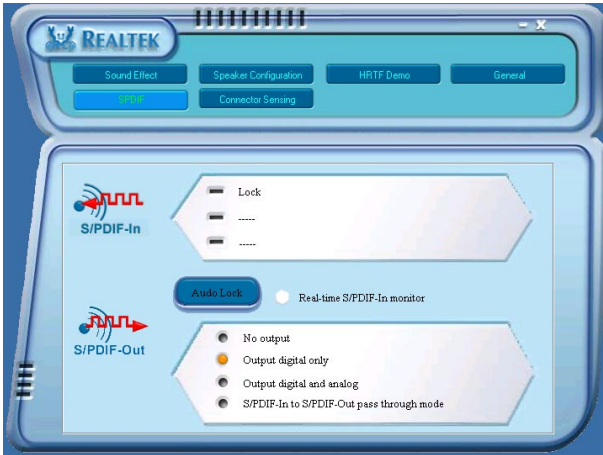 REALTEK
- x
Sound Effect
Speaker Configuration
HRTF Demo
General
SPDIF
Connector Sensing
S/PDIF-In
Lock
-----
-----
Audo Lock
Real-time S/PDIF-In monitor
S/PDIF-Out
No output
Output digital only
Output digital and analog
S/PDIF-In to S/PDIF-Out pass through mode